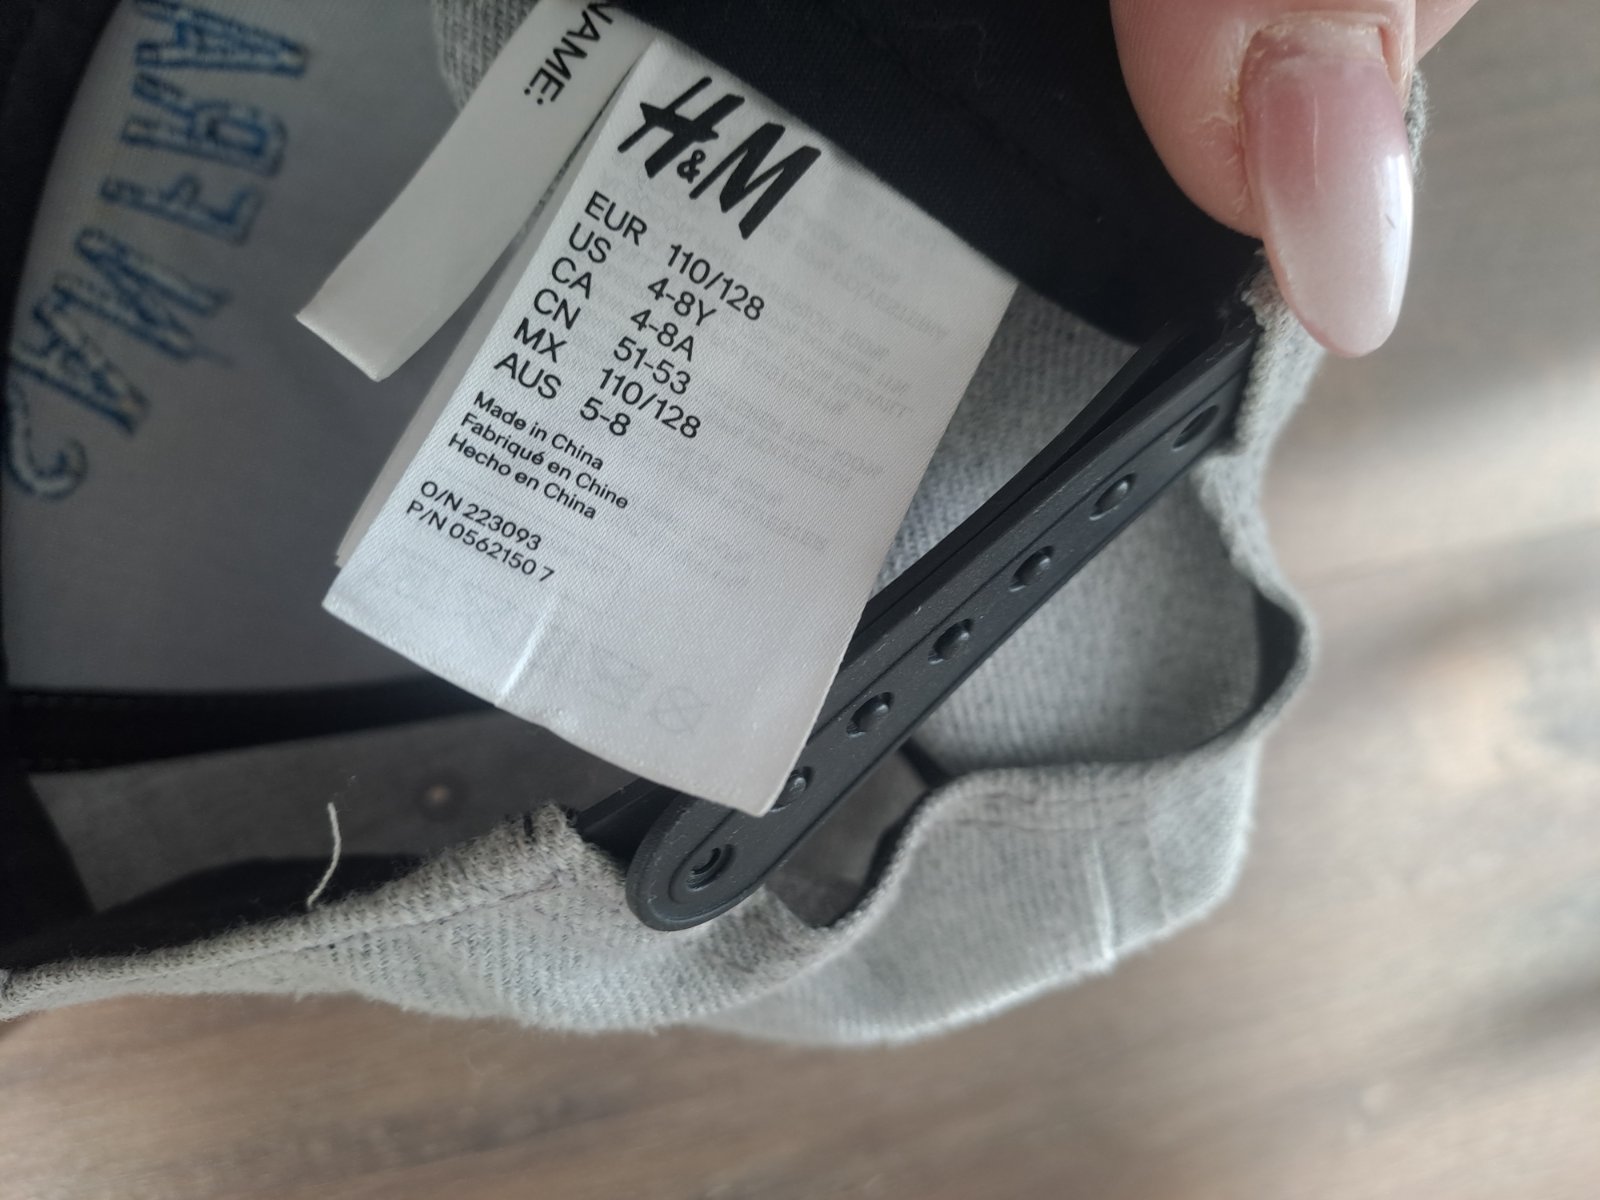 NAME:
H&M
EUR 110/128
US 4-8Y
CA 4-8A
CN 51-53
MX 110/128
AUS 5-8
Made in China
Fabriqué en Chine
Hecho en China
O/N 223093
P/N 0562150 7